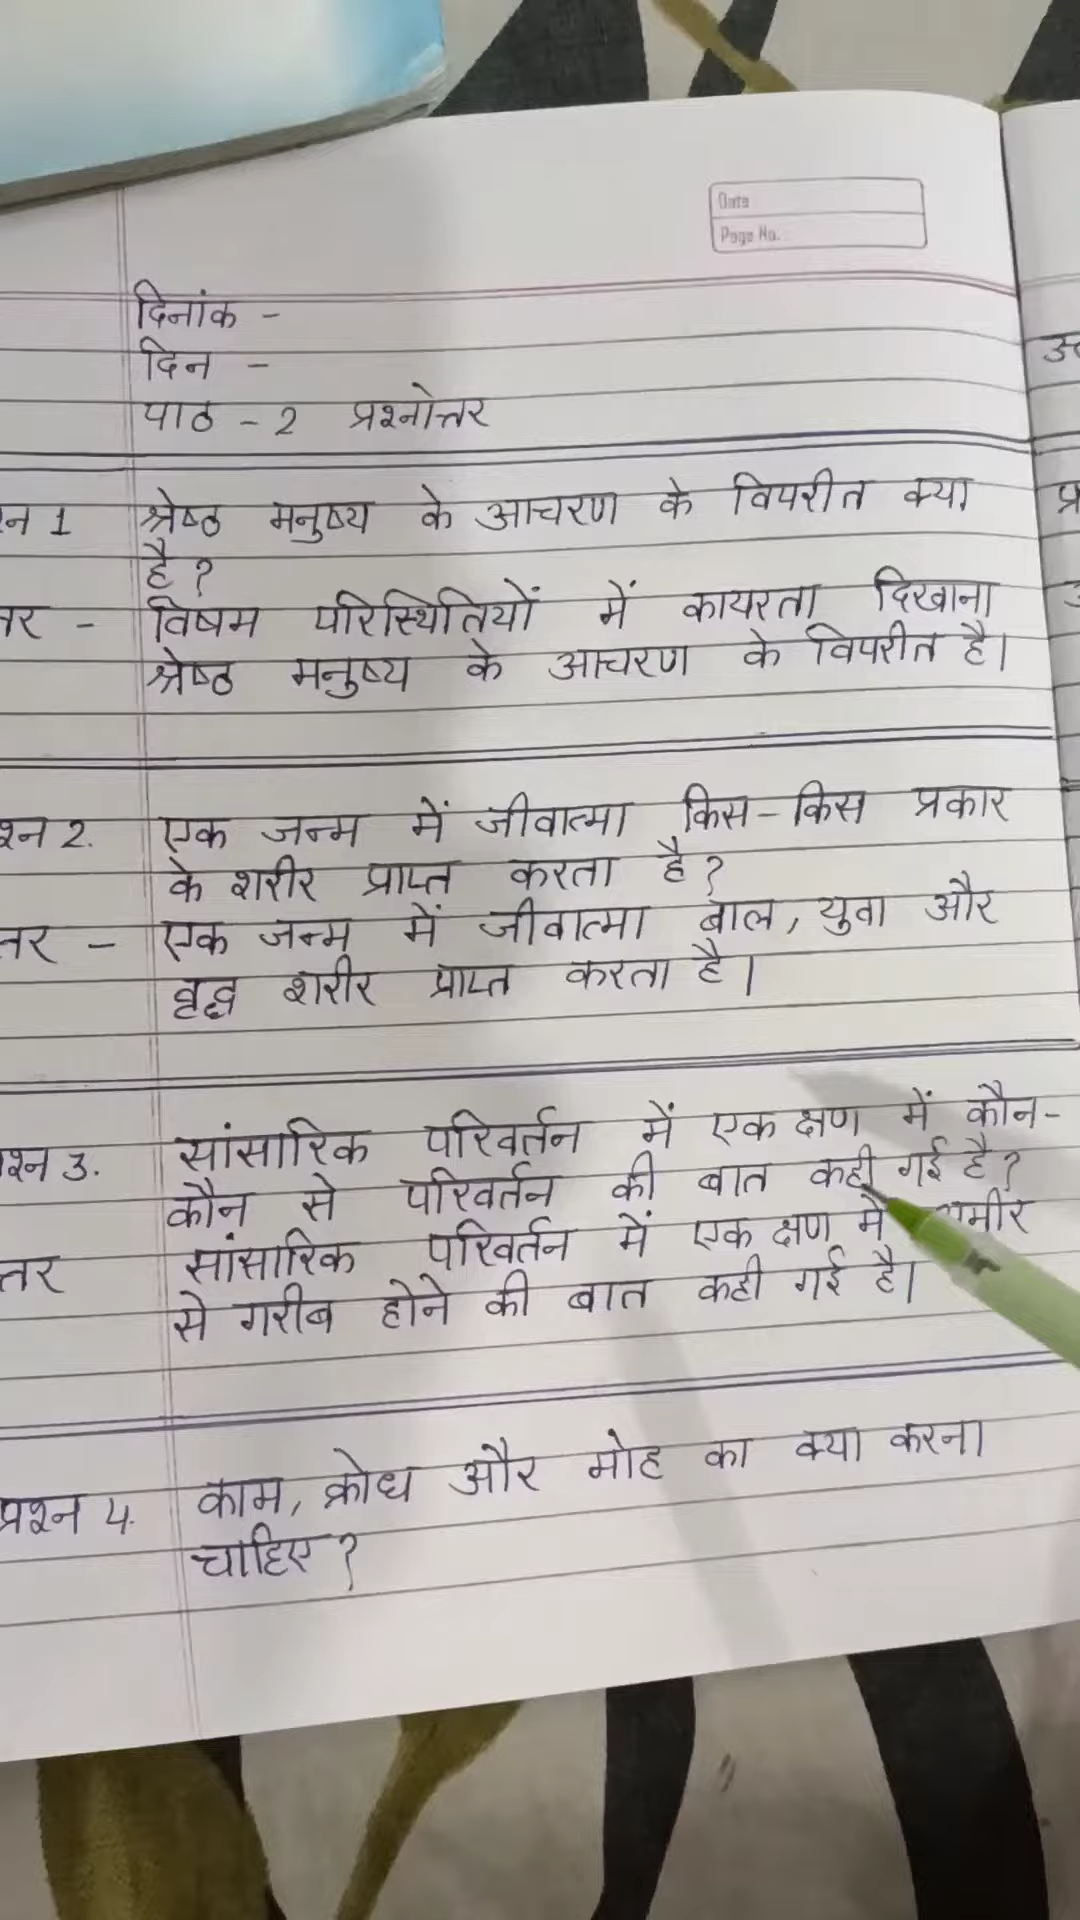 Date
Page No.
दिनांक -
दिन -
पाठ - 2 प्रश्नोत्तर
श्न 1 श्रेष्ठ मनुष्य के आचरण के विपरीत क्या
है?
त्तर - विषम परिस्थितियों में कायरता दिखाना
श्रेष्ठ मनुष्य के आचरण के विपरीत है।
श्न 2. एक जन्म में जीवात्मा किस-किस प्रकार
के शरीर प्राप्त करता है?
त्तर - एक जन्म में जीवात्मा बाल, युवा और
वृद्ध शरीर प्राप्त करता है।
श्न 3. सांसारिक परिवर्तन में एक क्षण में कौन-
कौन से परिवर्तन की बात कही गई है?
त्तर सांसारिक परिवर्तन में एक क्षण में अमीर
से गरीब होने की बात कही गई है।
प्रश्न 4. काम, क्रोध और मोह का क्या करना
चाहिए?